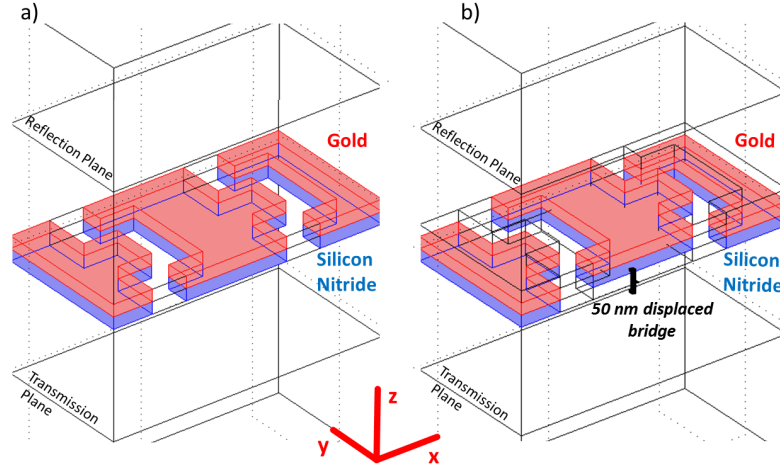 a)
Reflection Plane
Gold
Silicon
Nitride
Transmission
Plane
b)
Reflection Plane
Gold
Silicon
Nitride
50 nm displaced
bridge
Transmission
Plane
z
y
x